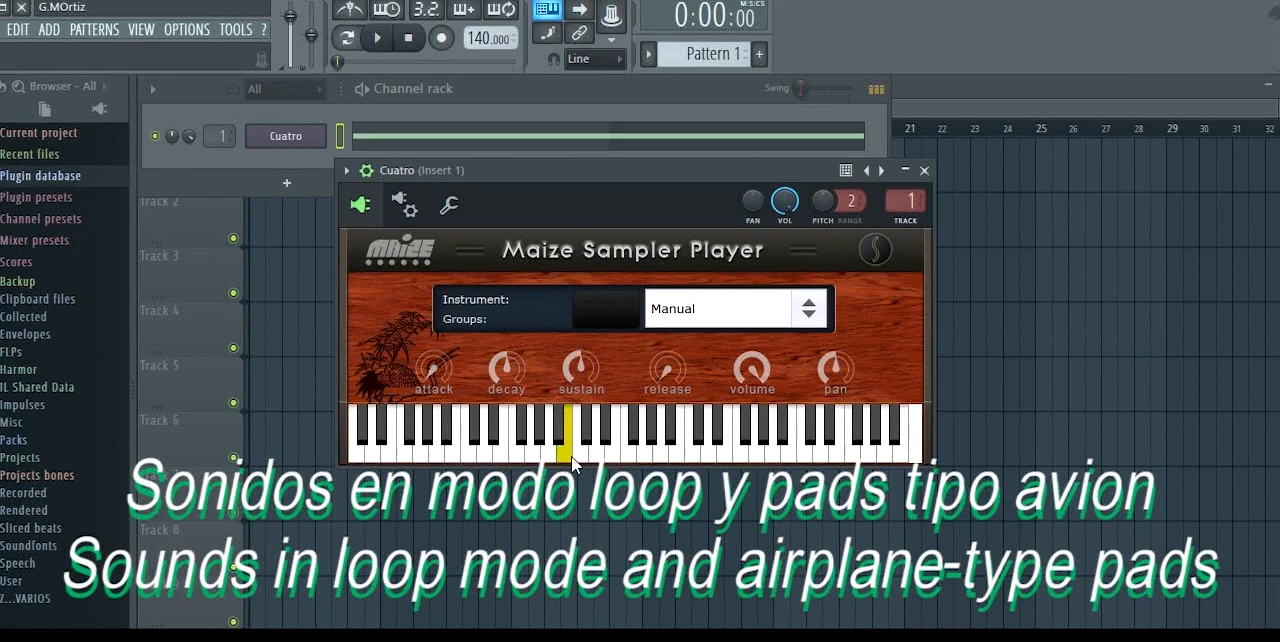 G.MOrtiz
EDIT ADD PATTERNS VIEW OPTIONS TOOLS ?
3.2
140.000
0:00:00
M:S:CS
Line
Pattern 1
Browser - All
All
Channel rack
Swing
Current project
Recent files
Plugin database
Plugin presets
Channel presets
Mixer presets
Scores
Backup
Clipboard files
Collected
Envelopes
FLPs
Harmor
IL Shared Data
Impulses
Misc
Packs
Projects
Projects bones
Recorded
Rendered
Sliced beats
Soundfonts
Speech
User
Z...VARIOS
1
Cuatro
21 22 23 24 25 26 27 28 29 30 31 32
Track 2
Track 3
Track 4
Track 5
Track 6
Track 8
Cuatro (Insert 1)
2
1
PAN VOL PITCH RANGE TRACK
MAIZE
Maize Sampler Player
Instrument:
Groups:
Manual
attack decay sustain release volume pan
Sonidos en modo loop y pads tipo avion
Sounds in loop mode and airplane-type pads